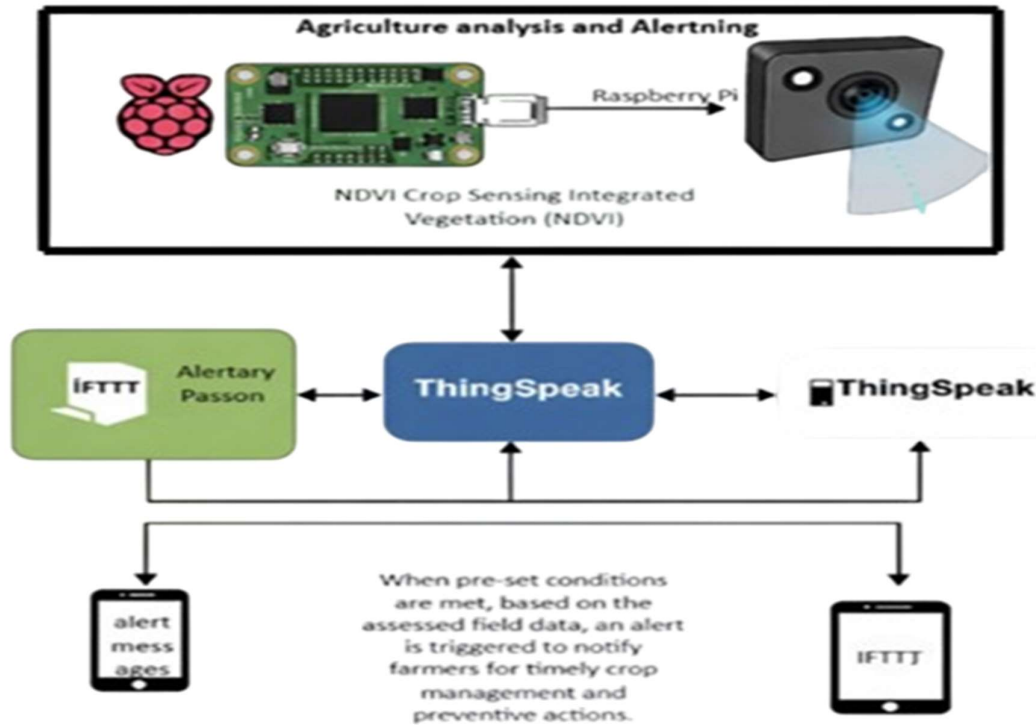 Agriculture analysis and Alertning
Raspberry Pi
NDVI Crop Sensing Integrated
Vegetation (NDVI)
IFTTT
Alertary
Passon
ThingSpeak
ThingSpeak
alert
mess
ages
When pre-set conditions
are met, based on the
assessed field data, an alert
is triggered to notify
farmers for timely crop
management and
preventive actions.
IFTTJ